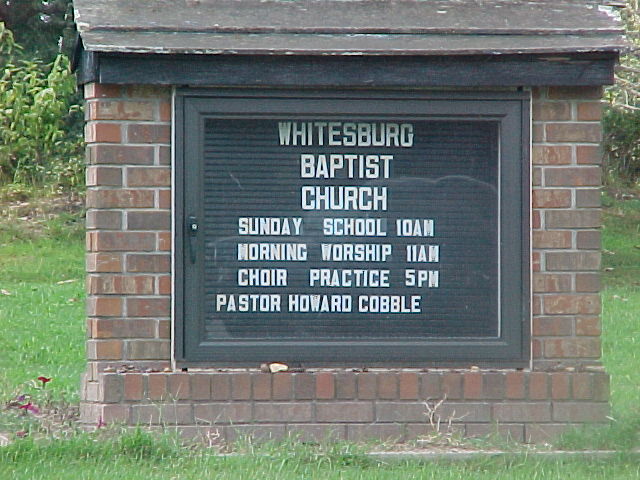 WHITESBURG
BAPTIST
CHURCH
SUNDAY SCHOOL 10AM
MORNING WORSHIP 11AM
CHOIR PRACTICE 5PM
PASTOR HOWARD COBBLE